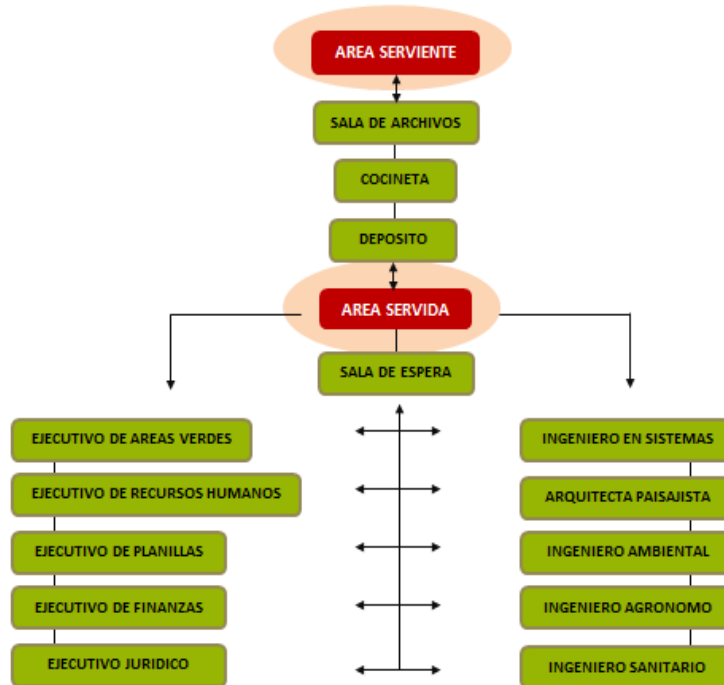 AREA SERVIENTE
SALA DE ARCHIVOS
COCINETA
DEPOSITO
AREA SERVIDA
SALA DE ESPERA
EJECUTIVO DE AREAS VERDES
EJECUTIVO DE RECURSOS HUMANOS
EJECUTIVO DE PLANILLAS
EJECUTIVO DE FINANZAS
EJECUTIVO JURIDICO
INGENIERO EN SISTEMAS
ARQUITECTA PAISAJISTA
INGENIERO AMBIENTAL
INGENIERO AGRONOMO
INGENIERO SANITARIO